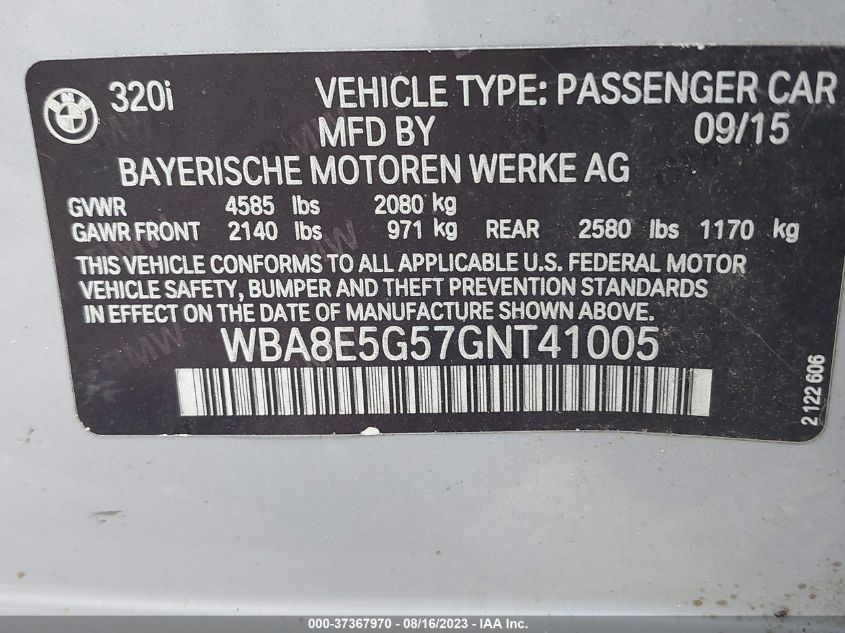 320i VEHICLE TYPE: PASSENGER CAR
MFD BY 09/15
BAYERISCHE MOTOREN WERKE AG
GVWR 4585 lbs 2080 kg
GAWR FRONT 2140 lbs 971 kg REAR 2580 lbs 1170 kg
THIS VEHICLE CONFORMS TO ALL APPLICABLE U.S. FEDERAL MOTOR
VEHICLE SAFETY, BUMPER AND THEFT PREVENTION STANDARDS
IN EFFECT ON THE DATE OF MANUFACTURE SHOWN ABOVE.
WBA8E5G57GNT41005
2 122 606
000-37367970 - 08/16/2023 - IAA Inc.